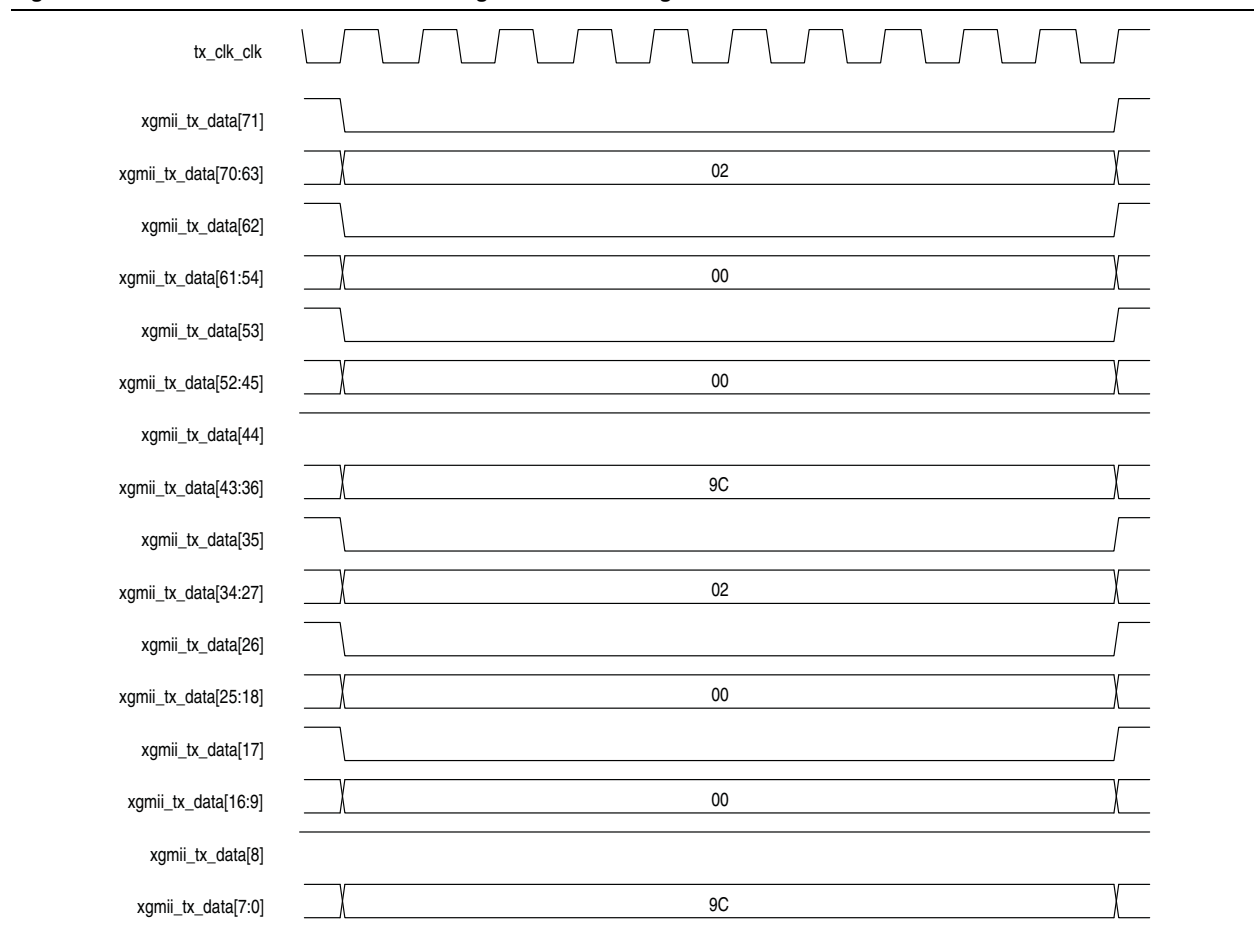 tx_clk_clk
xgmii_tx_data[71]
xgmii_tx_data[70:63] 02
xgmii_tx_data[62]
xgmii_tx_data[61:54] 00
xgmii_tx_data[53]
xgmii_tx_data[52:45] 00
xgmii_tx_data[44]
xgmii_tx_data[43:36] 9C
xgmii_tx_data[35]
xgmii_tx_data[34:27] 02
xgmii_tx_data[26]
xgmii_tx_data[25:18] 00
xgmii_tx_data[17]
xgmii_tx_data[16:9] 00
xgmii_tx_data[8]
xgmii_tx_data[7:0] 9C